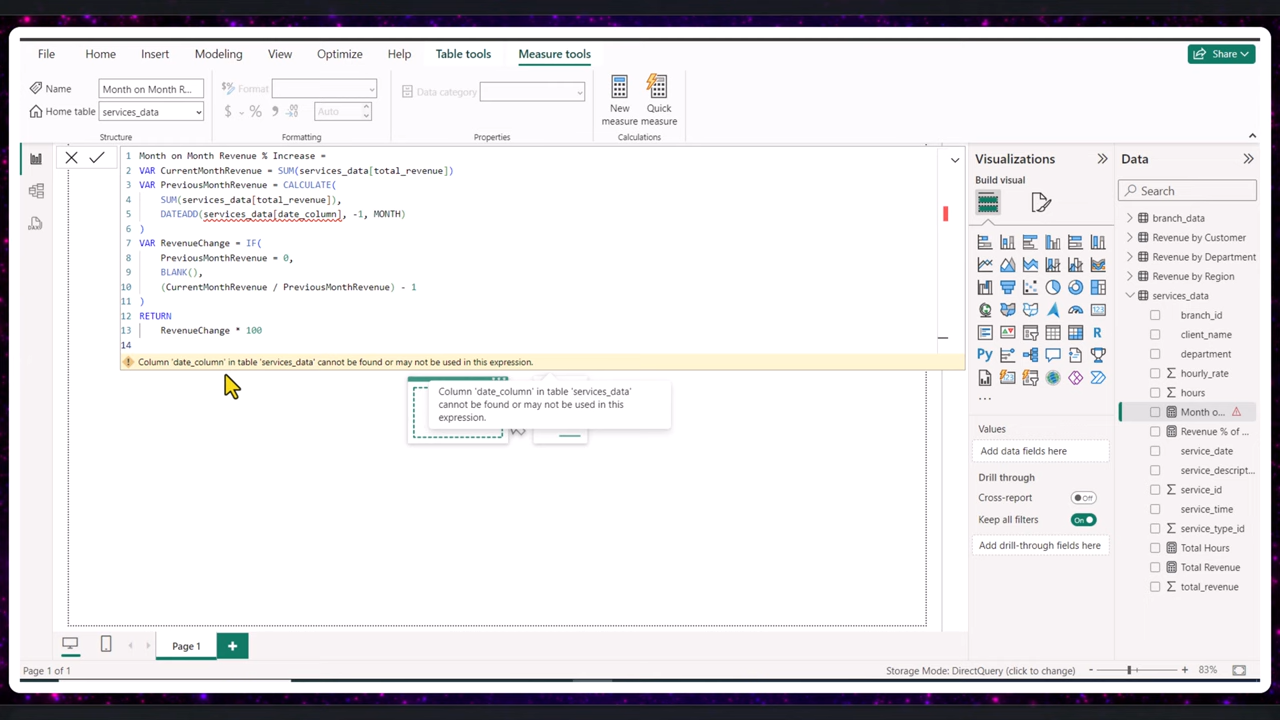 File Home Insert Modeling View Optimize Help Table tools Measure tools Share
Name Month on Month R...
Home table services_data
Structure
Format
$ % 9 .00 Auto
Formatting
Data category
Properties
New measure
Quick measure
Calculations
1 Month on Month Revenue % Increase =
2 VAR CurrentMonthRevenue = SUM(services_data[total_revenue])
3 VAR PreviousMonthRevenue = CALCULATE(
4 SUM(services_data[total_revenue]),
5 DATEADD(services_data[date_column], -1, MONTH)
6 )
7 VAR RevenueChange = IF(
8 PreviousMonthRevenue = 0,
9 BLANK(),
10 (CurrentMonthRevenue / PreviousMonthRevenue) - 1
11 )
12 RETURN
13 RevenueChange * 100
14
Column 'date_column' in table 'services_data' cannot be found or may not be used in this expression.
Column 'date_column' in table 'services_data'
cannot be found or may not be used in this
expression.
Visualizations
Build visual
R
Py
...
Values
Add data fields here
Drill through
Cross-report Off
Keep all filters On
Add drill-through fields here
Data
Search
branch_data
Revenue by Customer
Revenue by Department
Revenue by Region
services_data
branch_id
client_name
department
hourly_rate
hours
Month o...
Revenue % of ...
service_date
service_descript...
service_id
service_time
service_type_id
Total Hours
Total Revenue
total_revenue
Page 1
Page 1 of 1
Storage Mode: DirectQuery (click to change)
- + 83%